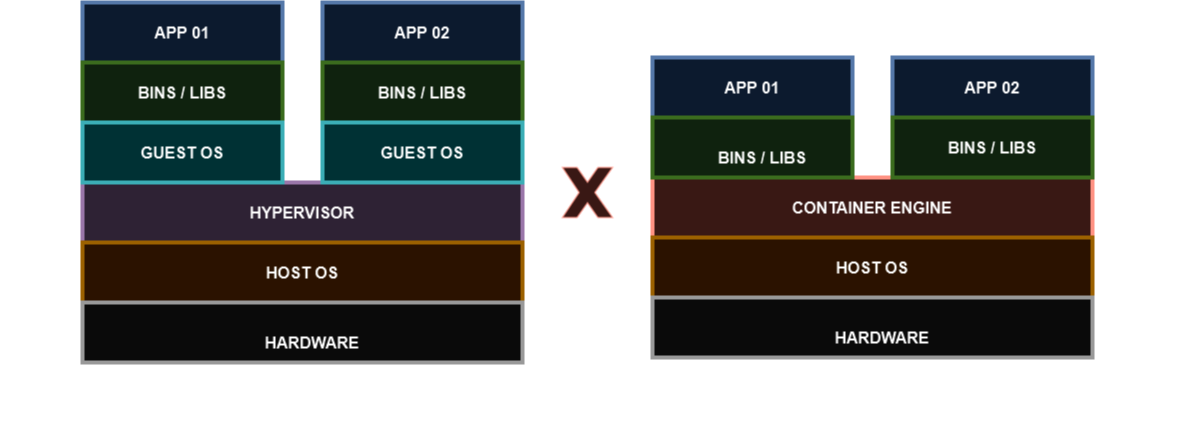 APP 01
APP 02
BINS / LIBS
BINS / LIBS
GUEST OS
GUEST OS
HYPERVISOR
HOST OS
HARDWARE
X
APP 01
APP 02
BINS / LIBS
BINS / LIBS
CONTAINER ENGINE
HOST OS
HARDWARE